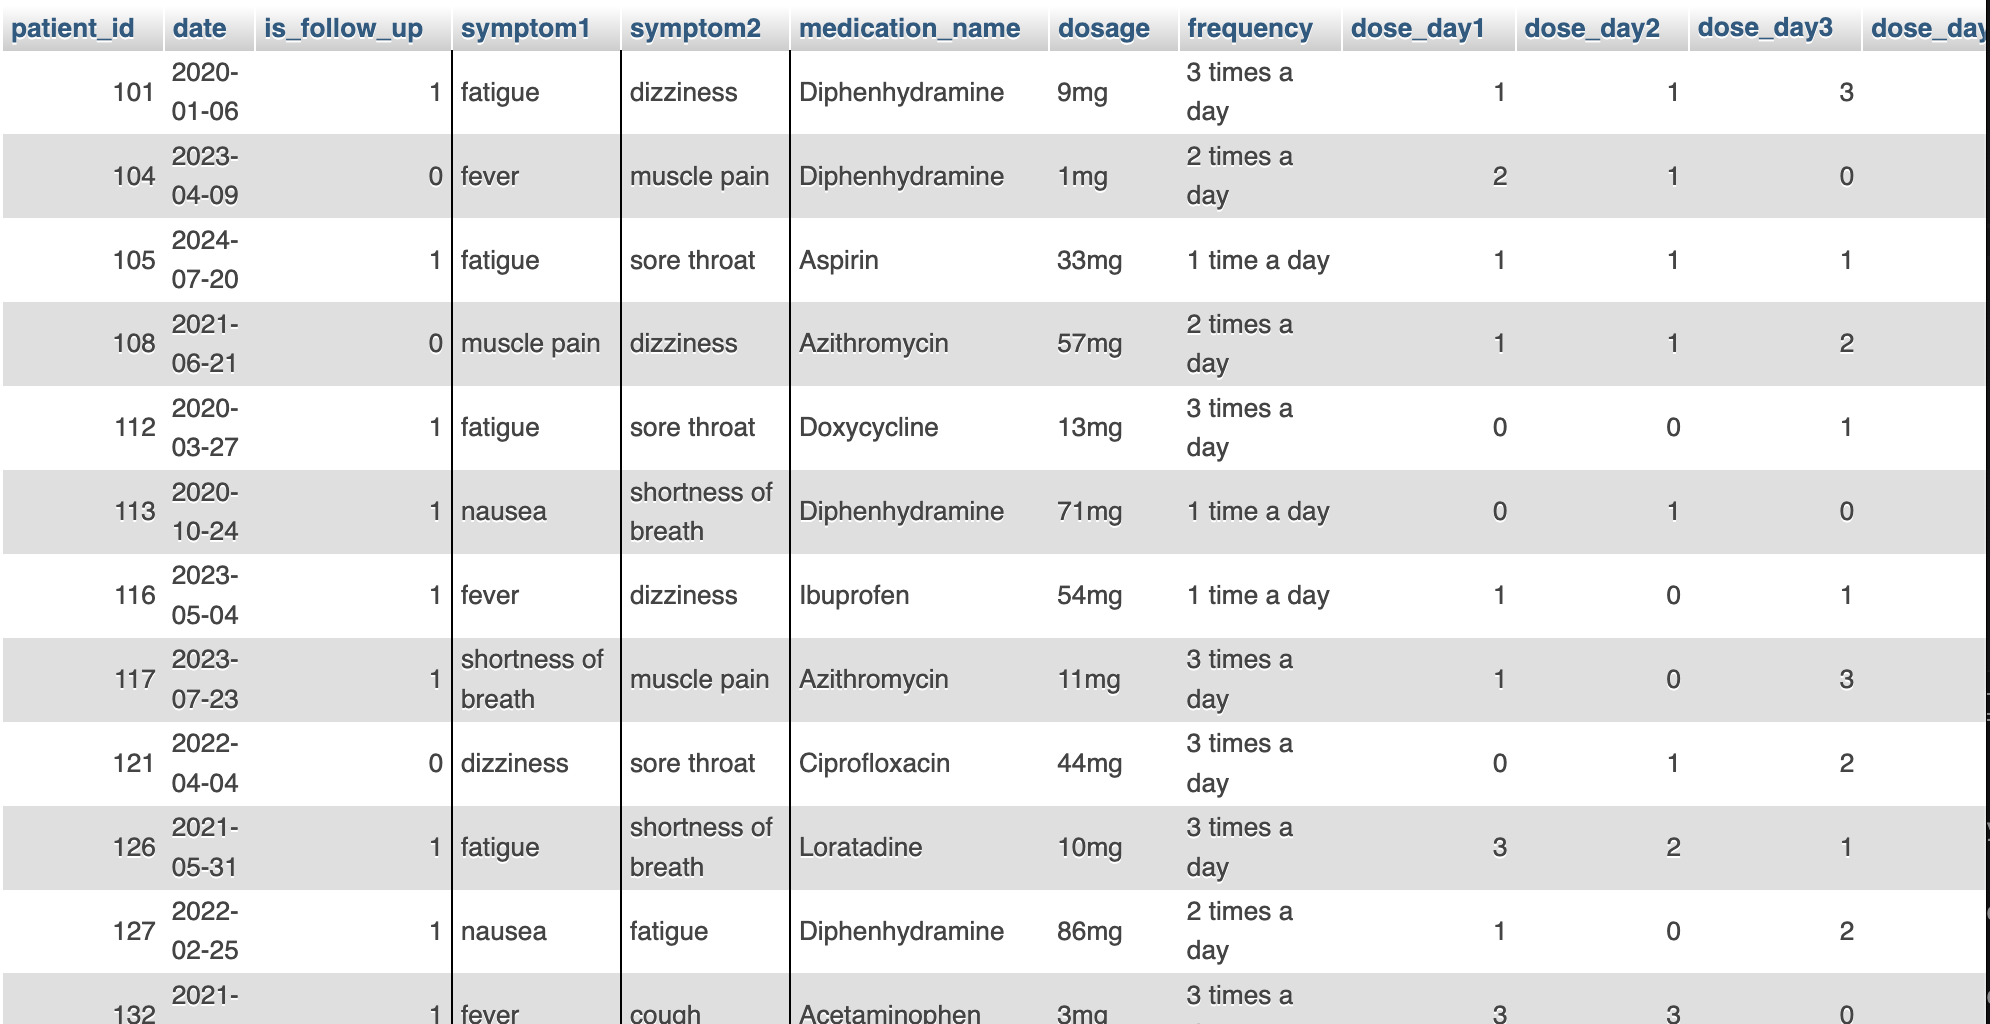 patient_id date is_follow_up symptom1 symptom2 medication_name dosage frequency dose_day1 dose_day2 dose_day3 dose_day
101 2020-01-06 1 fatigue dizziness Diphenhydramine 9mg 3 times a day 1 1 3
104 2023-04-09 0 fever muscle pain Diphenhydramine 1mg 2 times a day 2 1 0
105 2024-07-20 1 fatigue sore throat Aspirin 33mg 1 time a day 1 1 1
108 2021-06-21 0 muscle pain dizziness Azithromycin 57mg 2 times a day 1 1 2
112 2020-03-27 1 fatigue sore throat Doxycycline 13mg 3 times a day 0 0 1
113 2020-10-24 1 nausea shortness of breath Diphenhydramine 71mg 1 time a day 0 1 0
116 2023-05-04 1 fever dizziness Ibuprofen 54mg 1 time a day 1 0 1
117 2023-07-23 1 shortness of breath muscle pain Azithromycin 11mg 3 times a day 1 0 3
121 2022-04-04 0 dizziness sore throat Ciprofloxacin 44mg 3 times a day 0 1 2
126 2021-05-31 1 fatigue shortness of breath Loratadine 10mg 3 times a day 3 2 1
127 2022-02-25 1 nausea fatigue Diphenhydramine 86mg 2 times a day 1 0 2
132 2021- 1 fever cough Acetaminophen 3mg 3 times a 3 3 0